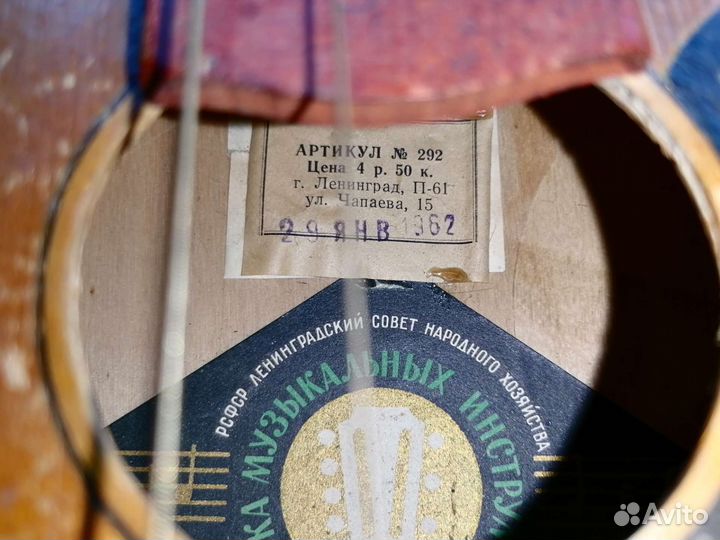 АРТИКУЛ № 292
Цена 4 р. 50 к.
г. Ленинград, П-61
ул. Чапаева, 15
29 ЯНВ 1962
РСФСР ЛЕНИНГРАДСКИЙ СОВЕТ НАРОДНОГО ХОЗЯЙСТВА
МУЗЫКАЛЬНЫХ
Avito